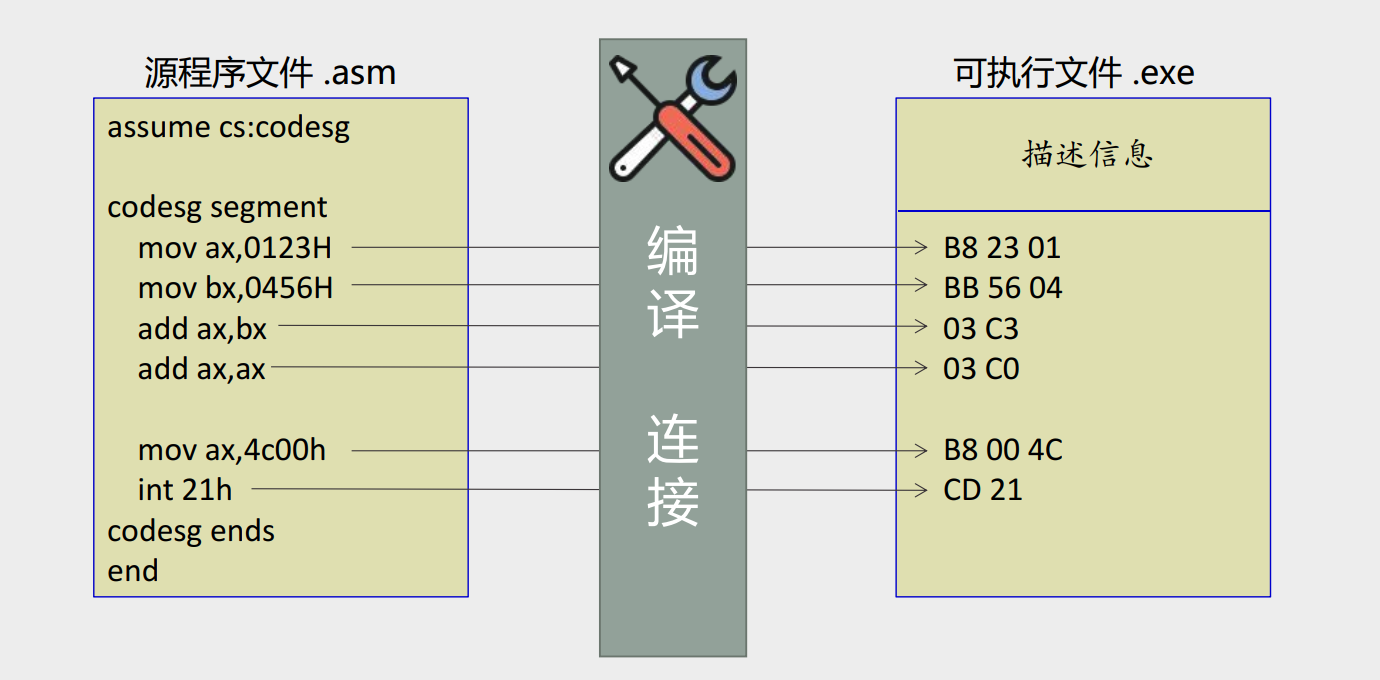 源程序文件 .asm
assume cs:codesg
codesg segment
mov ax,0123H
mov bx,0456H
add ax,bx
add ax,ax
mov ax,4c00h
int 21h
codesg ends
end
编
译
连
接
可执行文件 .exe
描述信息
B8 23 01
BB 56 04
03 C3
03 C0
B8 00 4C
CD 21